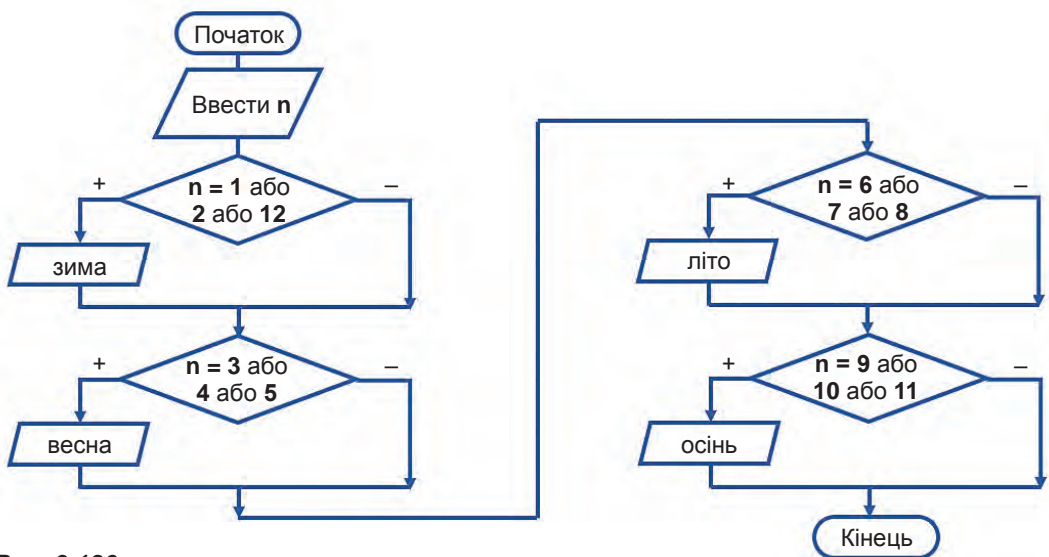 Початок
Ввести n
+
–
n = 1 або
2 або 12
зима
+
–
n = 3 або
4 або 5
весна
+
–
n = 6 або
7 або 8
літо
+
–
n = 9 або
10 або 11
осінь
Кінець